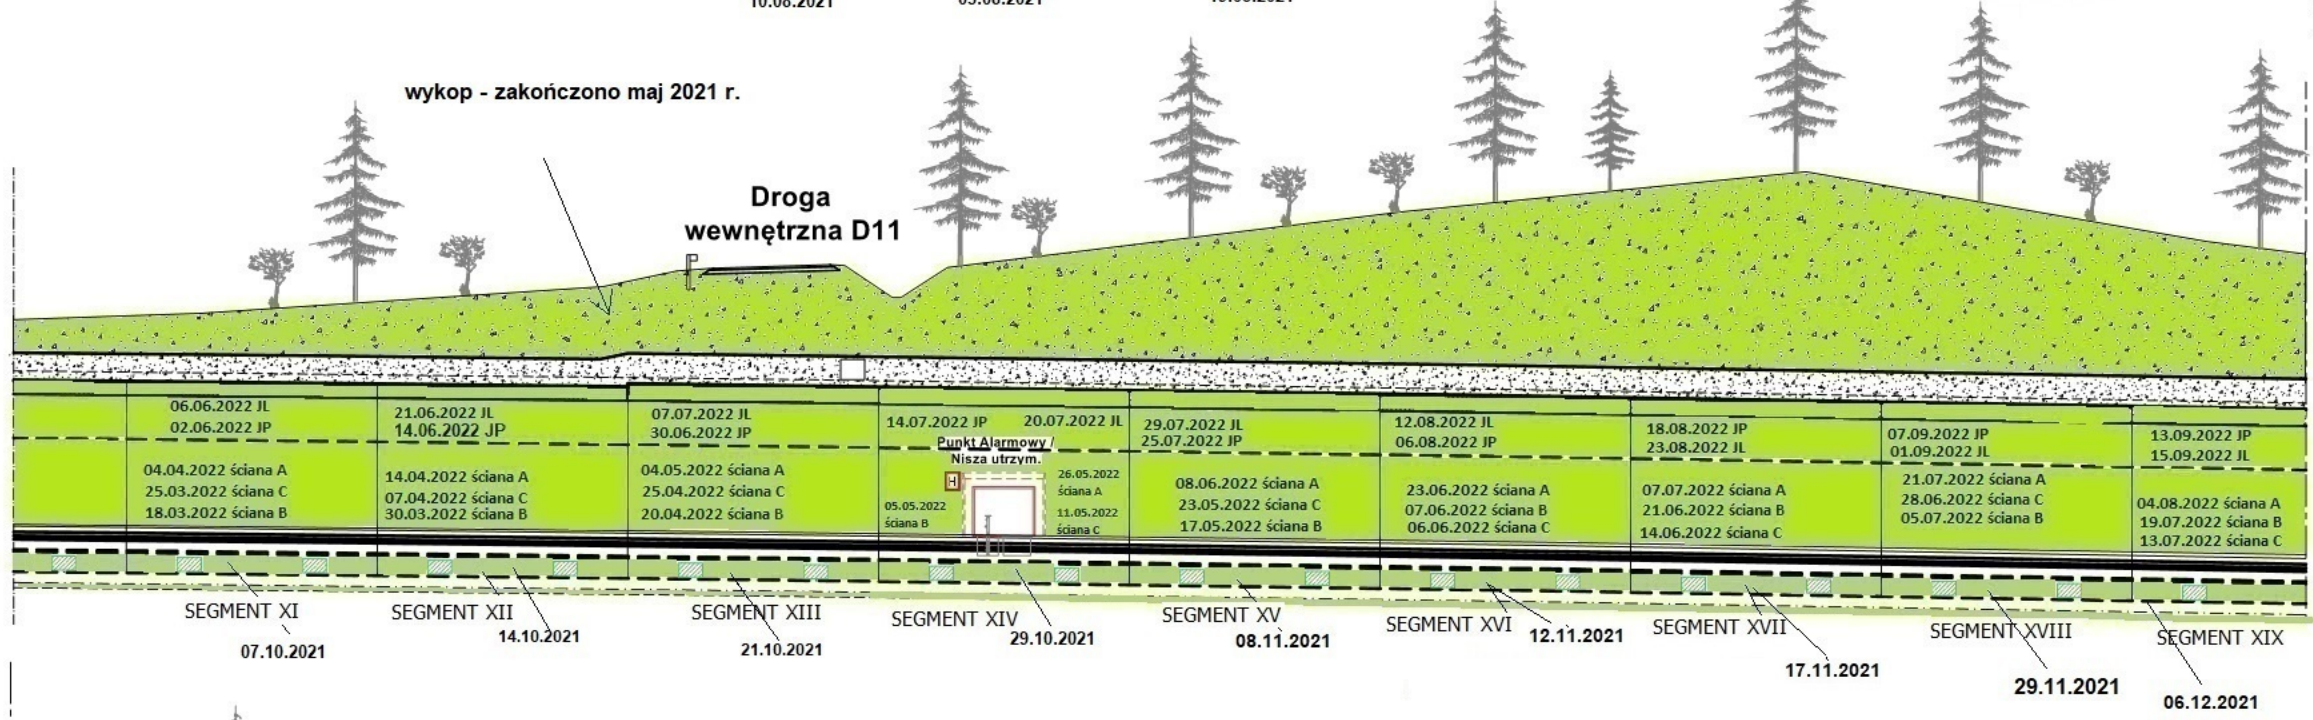 10.08.2021
wykop - zakończono maj 2021 r.
Droga
wewnętrzna D11
06.06.2022 JL
02.06.2022 JP
04.04.2022 ściana A
25.03.2022 ściana C
18.03.2022 ściana B
21.06.2022 JL
14.06.2022 JP
14.04.2022 ściana A
07.04.2022 ściana C
30.03.2022 ściana B
07.07.2022 JL
30.06.2022 JP
04.05.2022 ściana A
25.04.2022 ściana C
20.04.2022 ściana B
14.07.2022 JP
20.07.2022 JL
Punkt Alarmowy /
Nisza utrzym.
H
05.05.2022
ściana B
26.05.2022
ściana A
11.05.2022
ściana C
29.07.2022 JL
25.07.2022 JP
08.06.2022 ściana A
23.05.2022 ściana C
17.05.2022 ściana B
12.08.2022 JL
06.08.2022 JP
23.06.2022 ściana A
07.06.2022 ściana B
06.06.2022 ściana C
18.08.2022 JP
23.08.2022 JL
07.07.2022 ściana A
21.06.2022 ściana B
14.06.2022 ściana C
07.09.2022 JP
01.09.2022 JL
21.07.2022 ściana A
28.06.2022 ściana C
05.07.2022 ściana B
13.09.2022 JP
15.09.2022 JL
04.08.2022 ściana A
19.07.2022 ściana B
13.07.2022 ściana C
SEGMENT XI
07.10.2021
SEGMENT XII
14.10.2021
SEGMENT XIII
21.10.2021
SEGMENT XIV
29.10.2021
SEGMENT XV
08.11.2021
SEGMENT XVI
12.11.2021
SEGMENT XVII
17.11.2021
SEGMENT XVIII
29.11.2021
SEGMENT XIX
06.12.2021